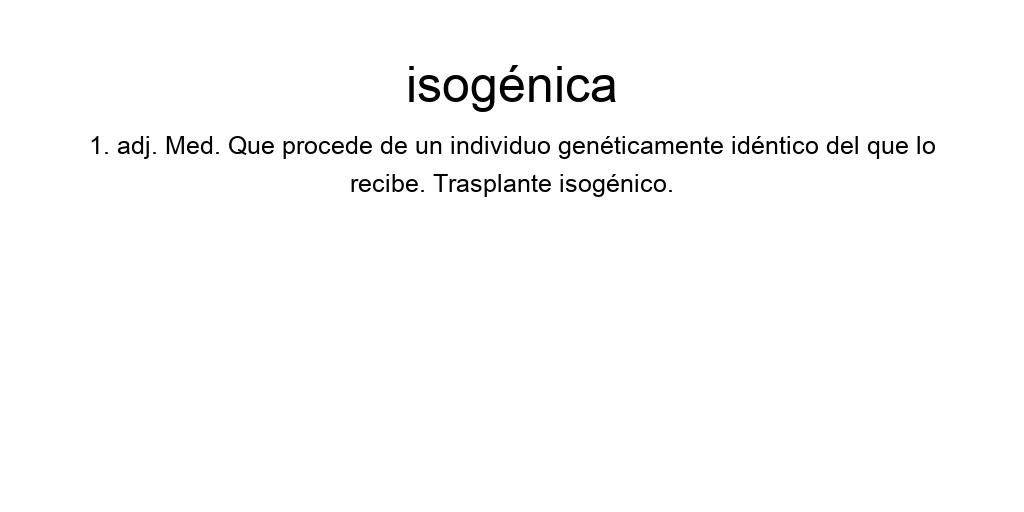 isogénica
1. adj. Med. Que procede de un individuo genéticamente idéntico del que lo
recibe. Trasplante isogénico.